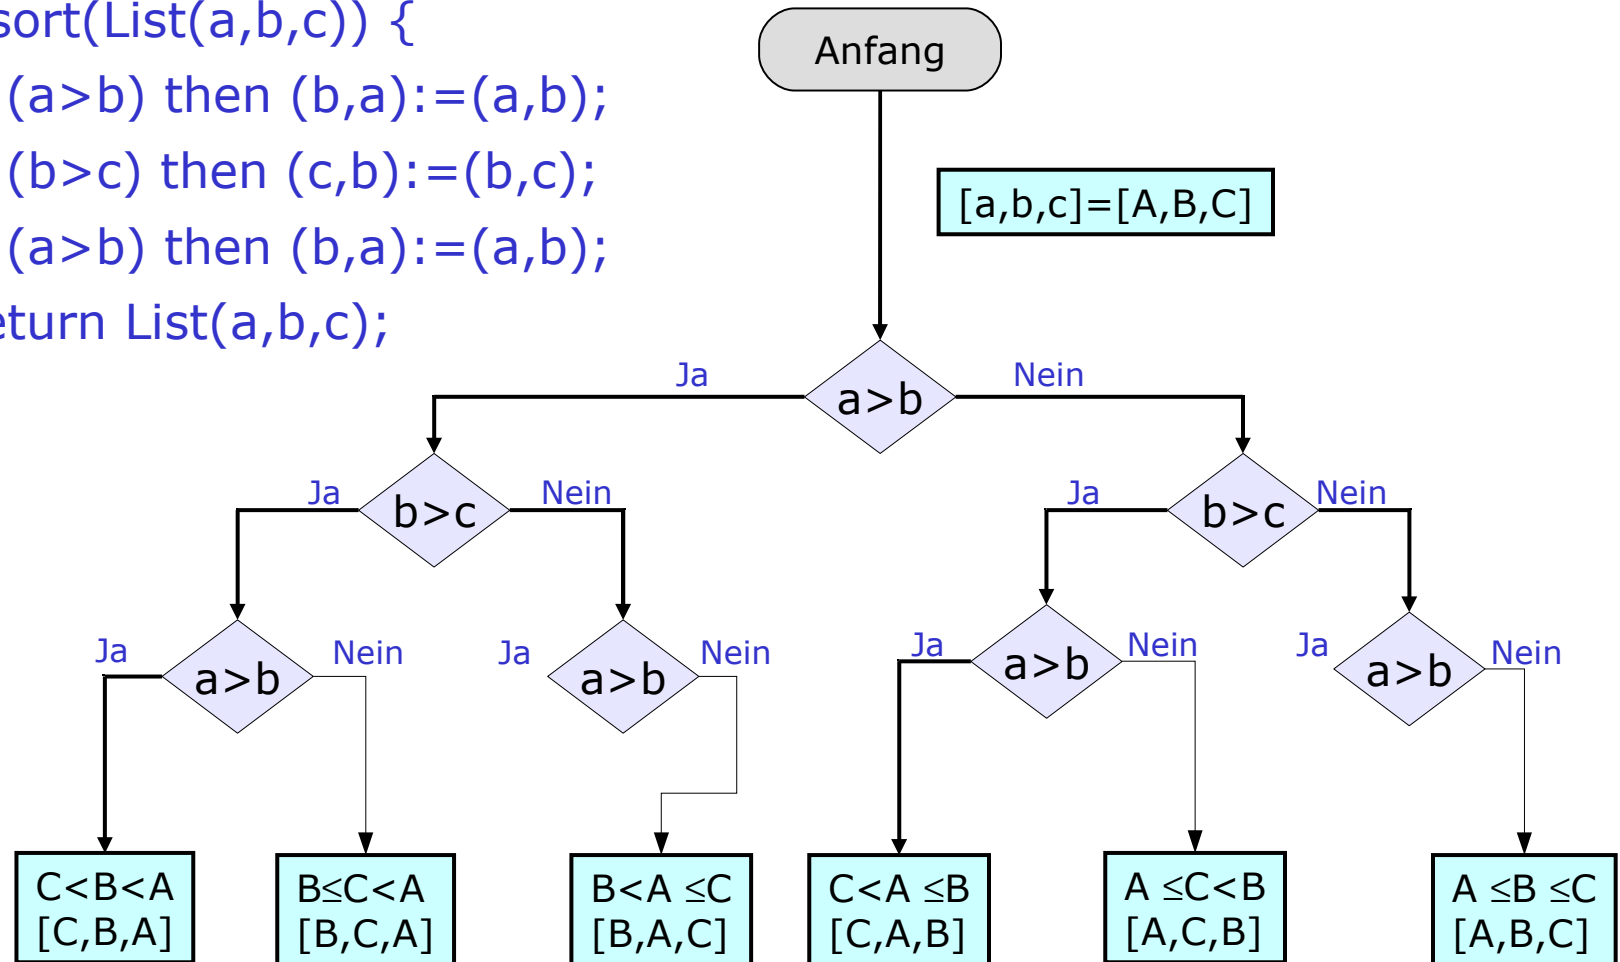 sort(List(a,b,c)) {
(a>b) then (b,a):=(a,b);
(b>c) then (c,b):=(b,c);
(a>b) then (b,a):=(a,b);
eturn List(a,b,c);
Anfang
[a,b,c]=[A,B,C]
Ja
Nein
a>b
Ja
Nein
b>c
Ja
Nein
b>c
Ja
Nein
a>b
Ja
Nein
a>b
Ja
Nein
a>b
Ja
Nein
a>b
C<B<A
[C,B,A]
B≤C<A
[B,C,A]
B<A ≤C
[B,A,C]
C<A ≤B
[C,A,B]
A ≤C<B
[A,C,B]
A ≤B ≤C
[A,B,C]